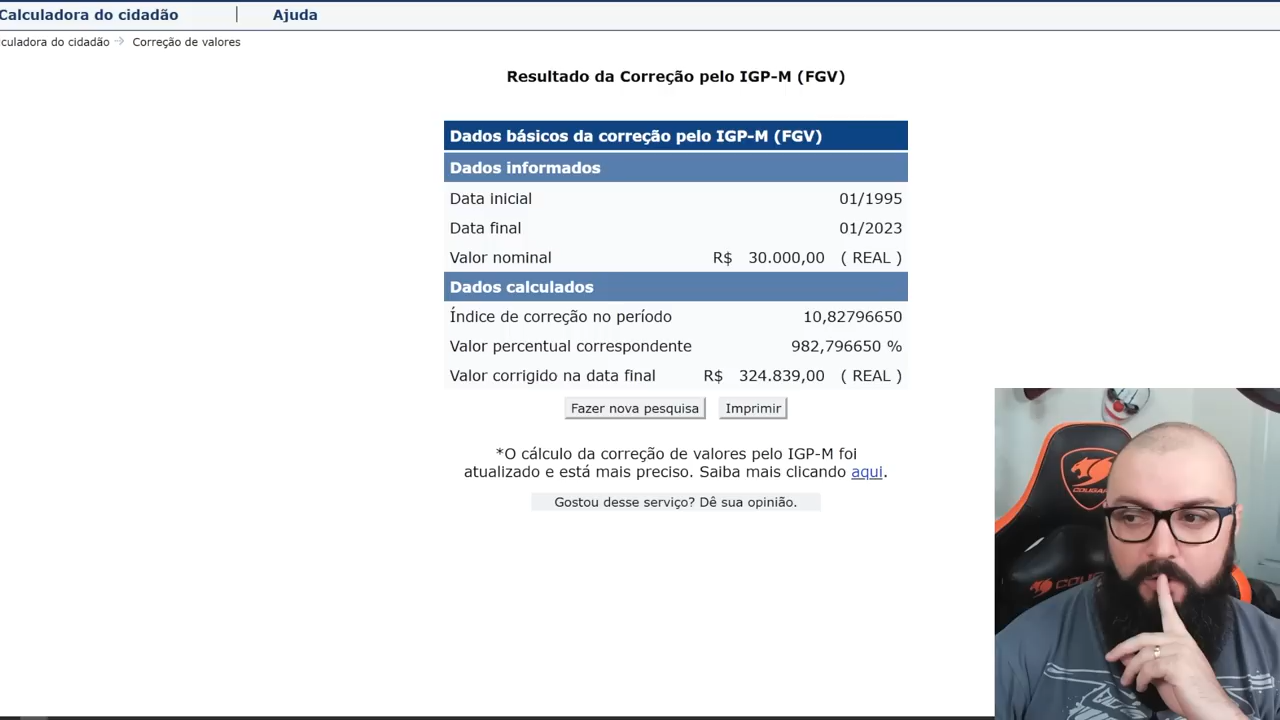 Calculadora do cidadão | Ajuda
culadora do cidadão → Correção de valores
Resultado da Correção pelo IGP-M (FGV)
Dados básicos da correção pelo IGP-M (FGV)
Dados informados
Data inicial 01/1995
Data final 01/2023
Valor nominal R$ 30.000,00 ( REAL )
Dados calculados
Índice de correção no período 10,82796650
Valor percentual correspondente 982,796650 %
Valor corrigido na data final R$ 324.839,00 ( REAL )
Fazer nova pesquisa Imprimir
*O cálculo da correção de valores pelo IGP-M foi
atualizado e está mais preciso. Saiba mais clicando aqui.
Gostou desse serviço? Dê sua opinião.
COUGAR